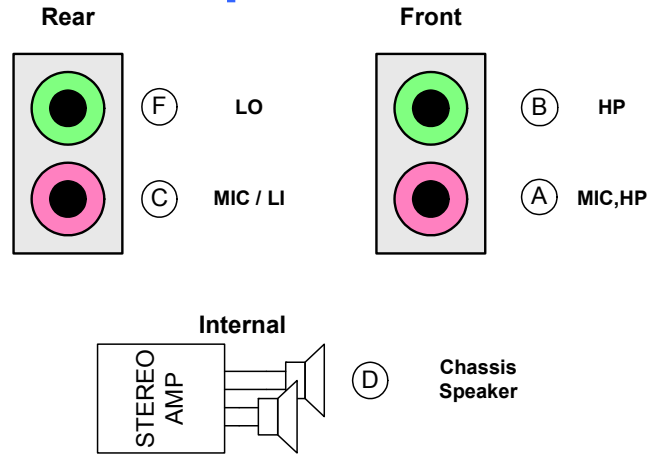 Rear
Front
F
LO
B
HP
C
MIC / LI
A
MIC,HP
Internal
STEREO
AMP
D
Chassis
Speaker